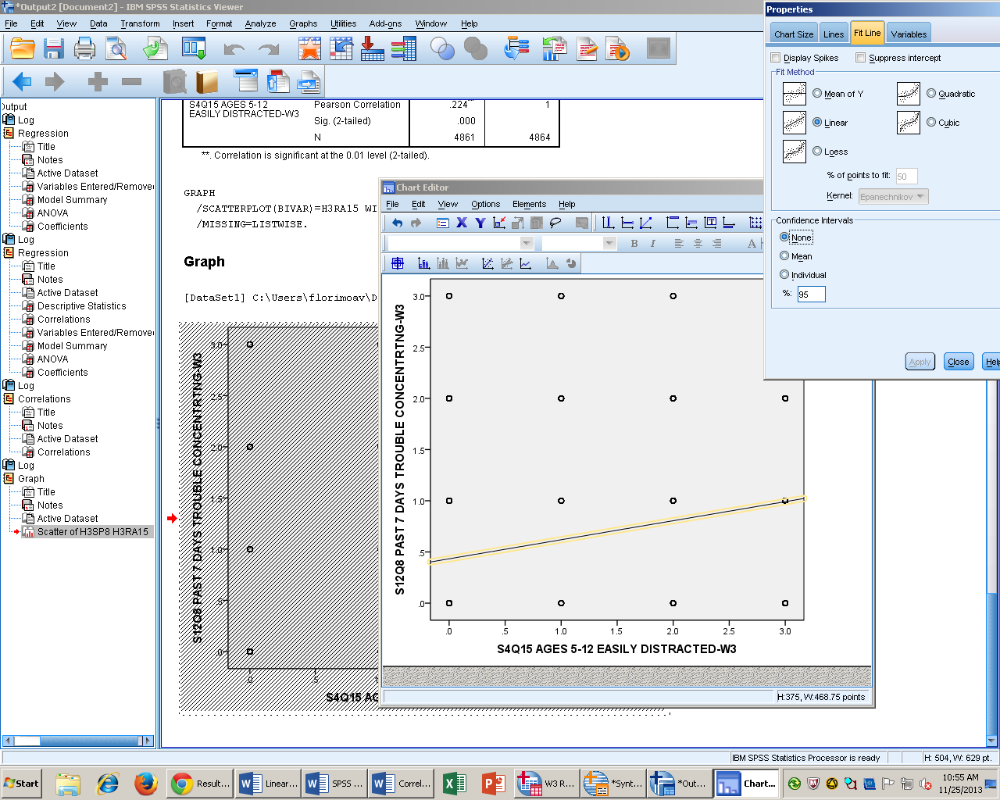 *Output2 [Document2] - IBM SPSS Statistics Viewer
File Edit View Data Transform Insert Format Analyze Graphs Utilities Add-ons Window Help
Output
Log
Regression
Title
Notes
Active Dataset
Variables Entered/Remove
Model Summary
ANOVA
Coefficients
Log
Regression
Title
Notes
Active Dataset
Descriptive Statistics
Correlations
Variables Entered/Remove
Model Summary
ANOVA
Coefficients
Log
Correlations
Title
Notes
Active Dataset
Correlations
Log
Graph
Title
Notes
Active Dataset
Scatter of H3SP8 H3RA15
S4Q15 AGES 5-12 Pearson Correlation .224** 1
EASILY DISTRACTED-W3
Sig. (2-tailed) .000
N 4861 4864
**. Correlation is significant at the 0.01 level (2-tailed).
GRAPH
/SCATTERPLOT(BIVAR)=H3RA15 WI
/MISSING=LISTWISE.
Graph
[DataSet1] C:\Users\florimoav\D
S12Q8 PAST 7 DAYS TROUBLE CONCENTRTNG-W3
3.0
2.5
2.0
1.5
1.0
.5
.0
.0 .5 1
S4Q15 AG
Chart Editor
File Edit View Options Elements Help
B I A
S12Q8 PAST 7 DAYS TROUBLE CONCENTRTNG-W3
3.0
2.5
2.0
1.5
1.0
.5
.0
.0 .5 1.0 1.5 2.0 2.5 3.0
S4Q15 AGES 5-12 EASILY DISTRACTED-W3
H:375, W:468.75 points
Properties
Chart Size Lines Fit Line Variables
Display Spikes Suppress intercept
Fit Method
Mean of Y Quadratic
Linear Cubic
Loess
% of points to fit: 50
Kernel: Epanechnikov
Confidence Intervals
None
Mean
Individual
%: 95
Apply Close Help
IBM SPSS Statistics Processor is ready H: 504, W: 629 pt.
Start Result... Linear... SPSS ... Correl... W3 R... *Synt... *Out... Chart... 10:55 AM
11/25/2013